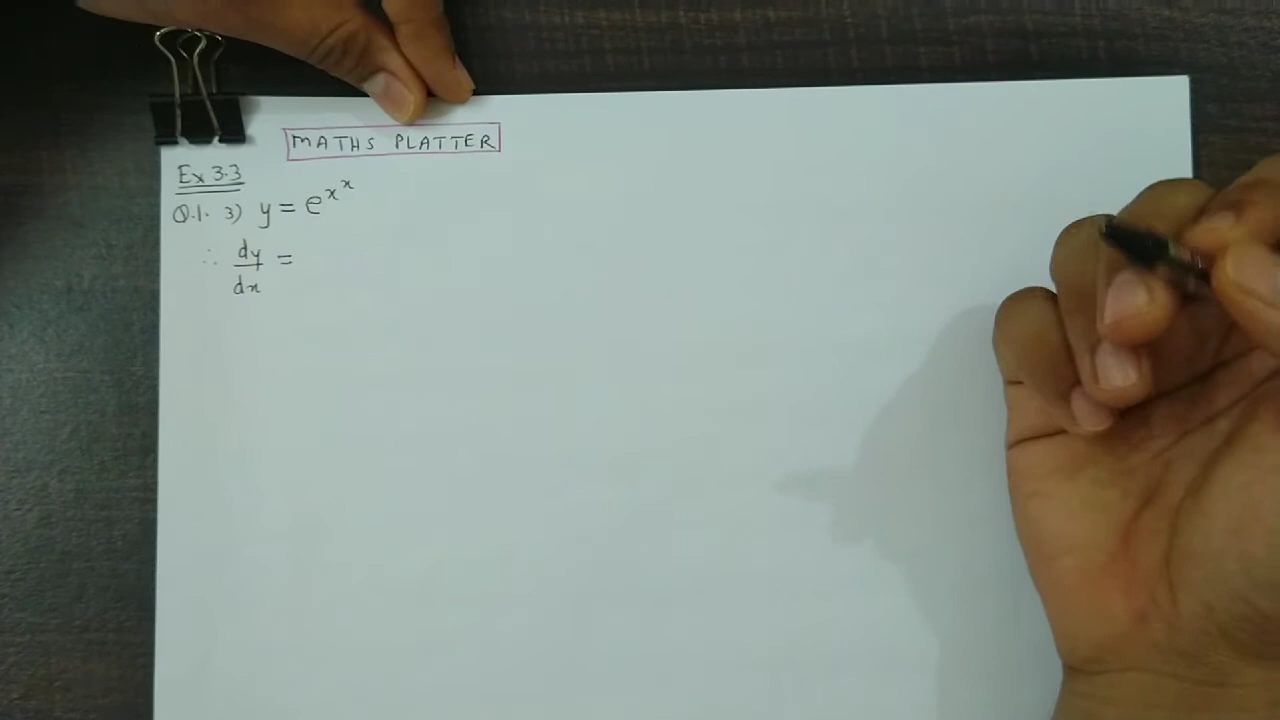 MATHS PLATTER
Ex 3.3
Q.1. 3) y = e^x^x
∴ dy/dx =